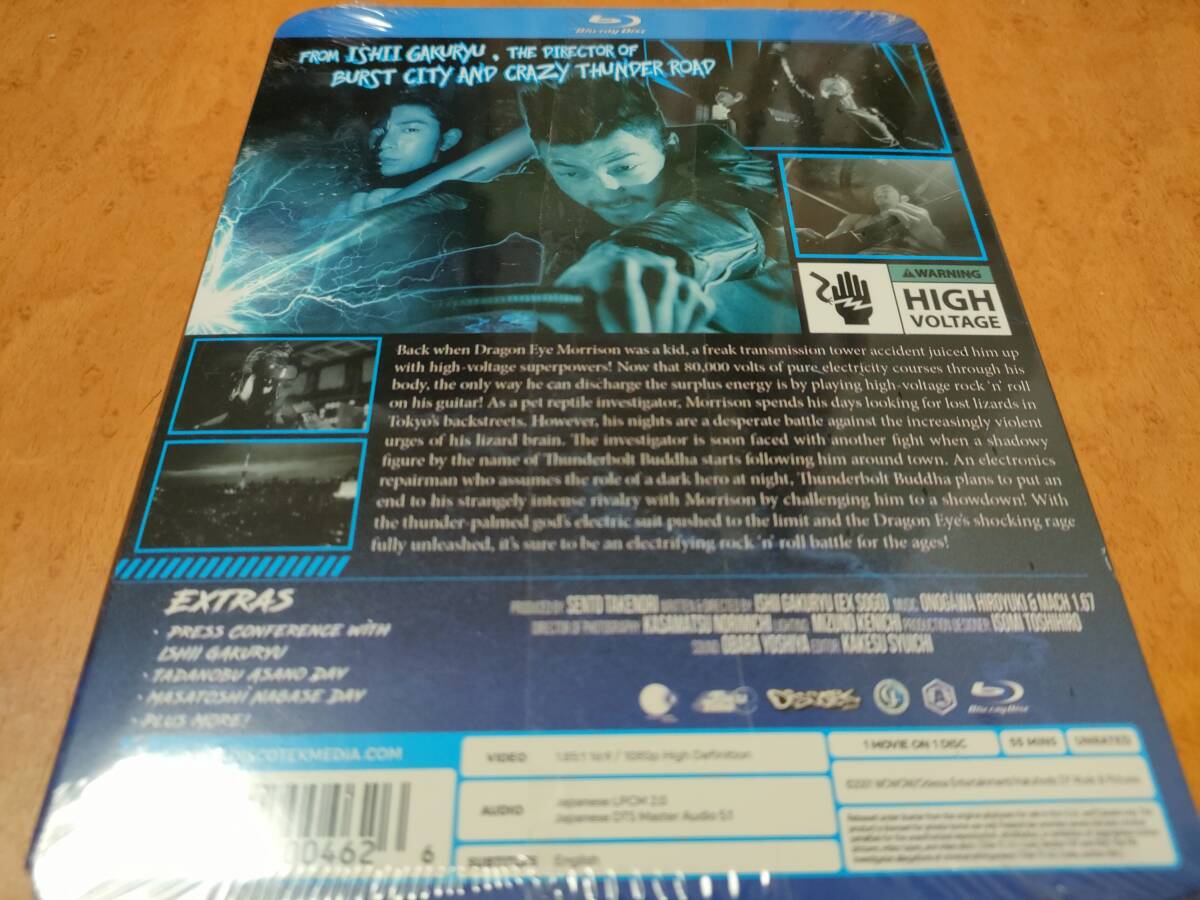 Blu-ray Disc
FROM ISHII GAKURYU, THE DIRECTOR OF
BURST CITY AND CRAZY THUNDER ROAD
WARNING
HIGH
VOLTAGE
Back when Dragon Eye Morrison was a kid, a freak transmission tower accident juiced him up
with high-voltage superpowers! Now that 80,000 volts of pure electricity courses through his
body, the only way he can discharge the surplus energy is by playing high-voltage rock 'n' roll
on his guitar! As a pet reptile investigator, Morrison spends his days looking for lost lizards in
Tokyo's backstreets. However, his nights are a desperate battle against the increasingly violent
urges of his lizard brain. The investigator is soon faced with another fight when a shadowy
figure by the name of Thunderbolt Buddha starts following him around town. An electronics
repairman who assumes the role of a dark hero at night, Thunderbolt Buddha plans to put an
end to his strangely intense rivalry with Morrison by challenging him to a showdown! With
the thunder-palmed god's electric suit pushed to the limit and the Dragon Eye's shocking rage
fully unleashed, it's sure to be an electrifying rock 'n' roll battle for the ages!
EXTRAS
• PRESS CONFERENCE WITH
ISHII GAKURYU
• TADANOBU ASANO DAY
• MASATOSHI NAGASE DAY
• PLUS MORE!
PRODUCED BY SENTO TAKENORI WRITTEN & DIRECTED BY ISHII GAKURYU (EX SOGO) MUSIC ONOGAWA HIROYUKI & MACH 1.67
DIRECTOR OF PHOTOGRAPHY KASAMATSU NORIMICHI LIGHTING MIZUNO KENICHI PRODUCTION DESIGNER ISOMI TOSHIHIRO
SOUND OBARA YOSHIYA EDITOR KAKESU SYUICHI
Discotek
Blu-ray Disc
SCOTEKMEDIA.COM
VIDEO
1.85:1 16:9 / 1080p High Definition
AUDIO
Japanese LPCM 2.0
Japanese DTS Master Audio 5.1
SUBTITLES
English
1 MOVIE ON 1 DISC
55 MINS
UNRATED
00462 6